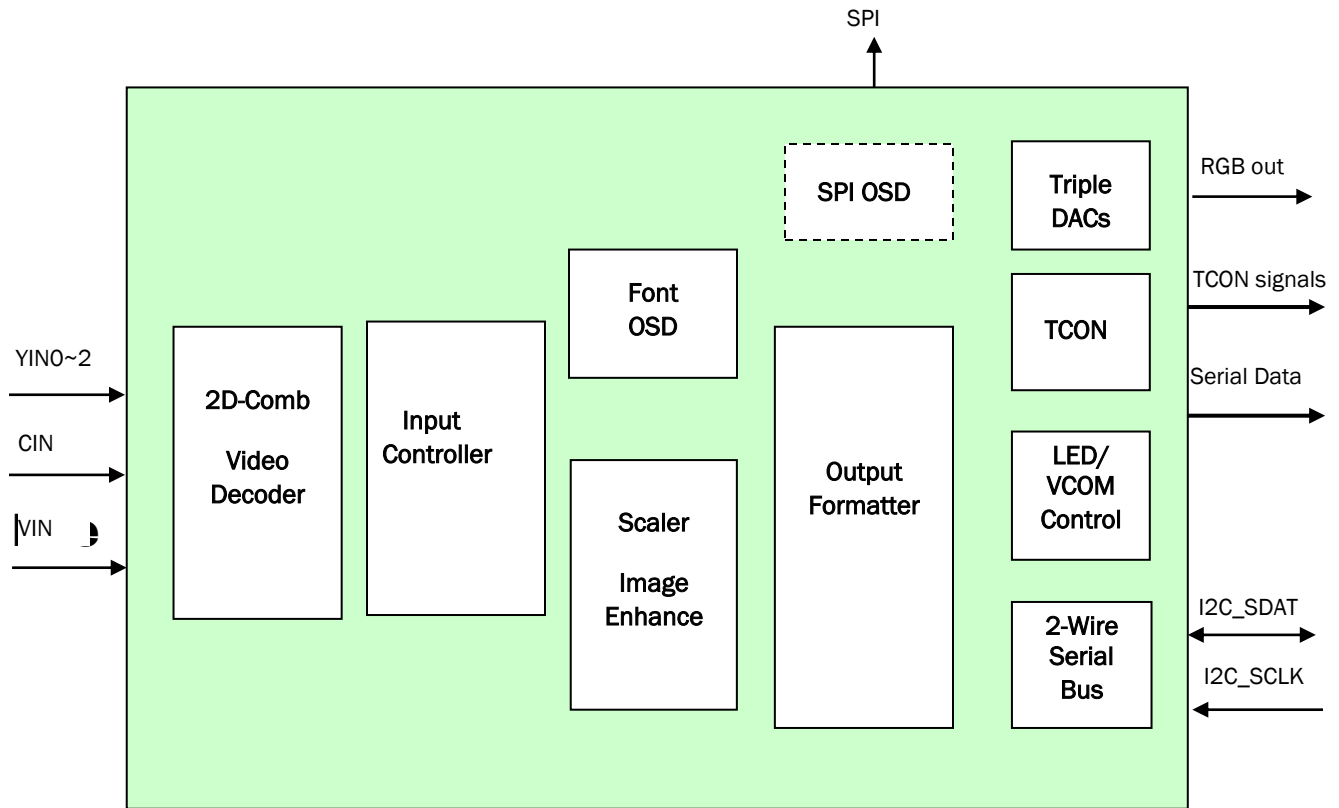 SPI
SPI OSD
Triple
DACs
RGB out
Font
OSD
TCON signals
TCON
YIN0~2
Serial Data
2D-Comb
Video
Decoder
Input
Controller
CIN
LED/
VCOM
Control
Output
Formatter
Scaler
Image
Enhance
VIN
I2C_SDAT
2-Wire
Serial
Bus
I2C_SCLK